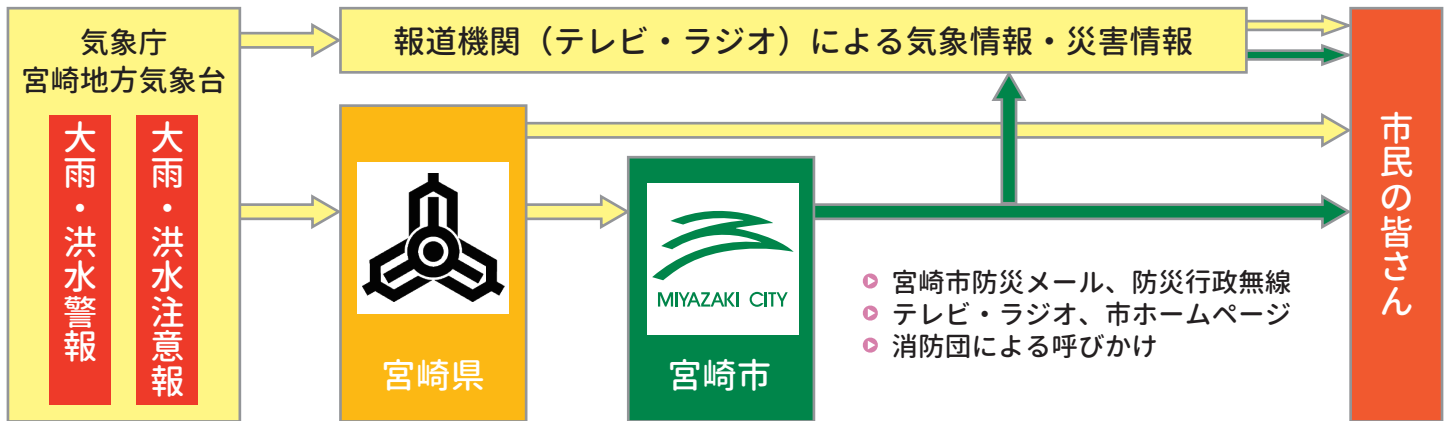 気象庁
宮崎地方気象台
大雨・洪水警報
大雨・洪水注意報
報道機関（テレビ・ラジオ）による気象情報・災害情報
宮崎県
MIYAZAKI CITY
宮崎市
宮崎市防災メール、防災行政無線
テレビ・ラジオ、市ホームページ
消防団による呼びかけ
市民の皆さん